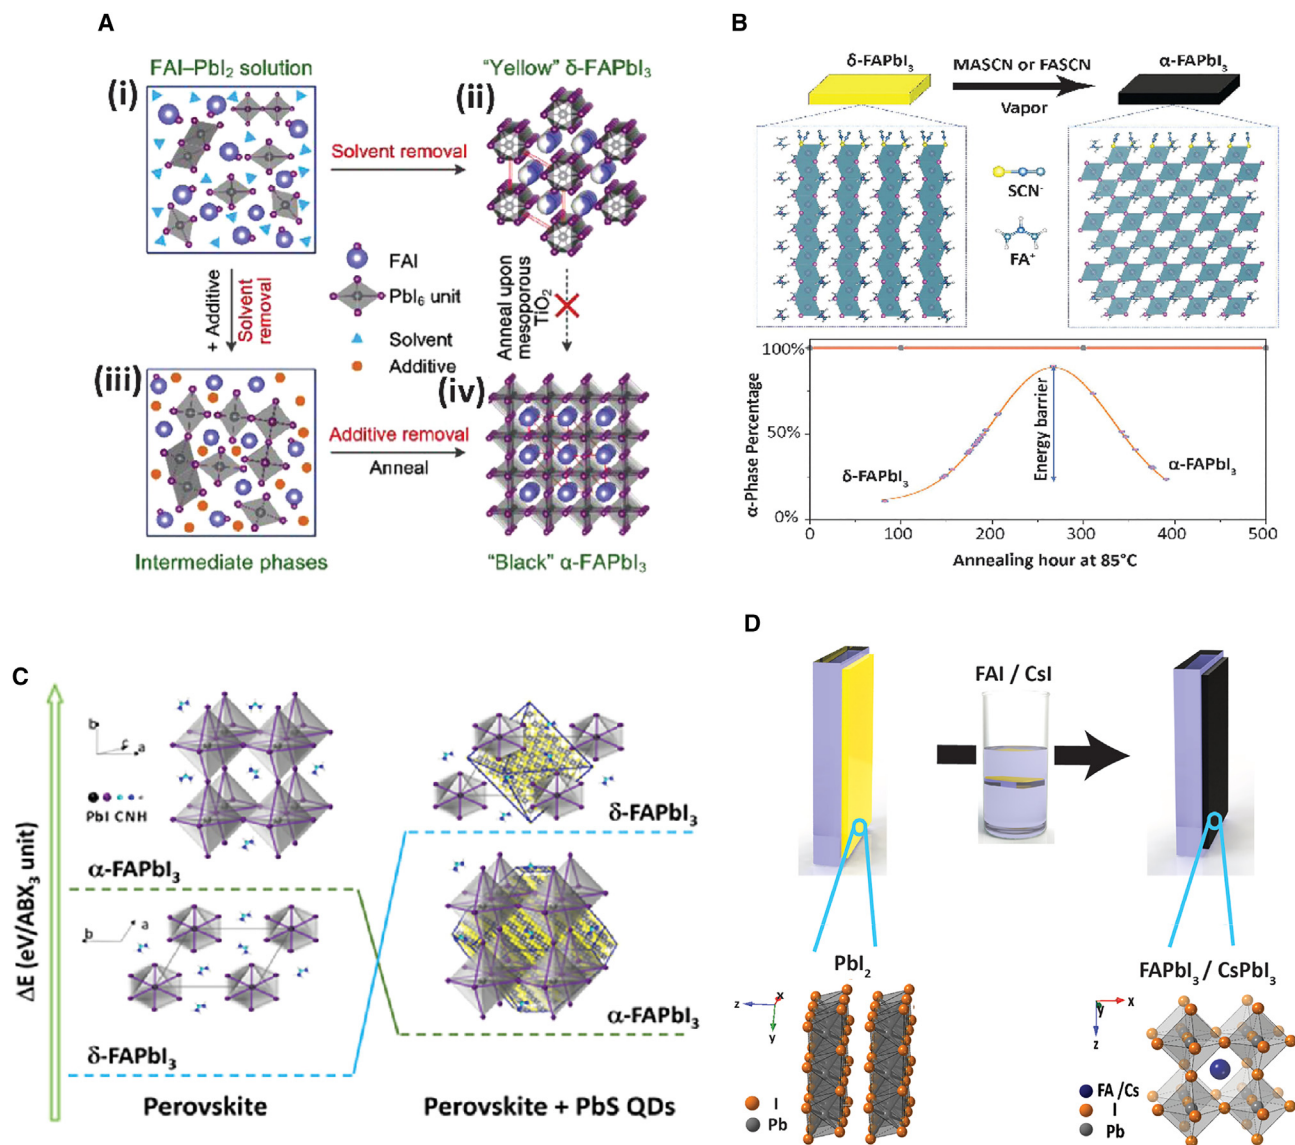 A
FAI–PbI₂ solution
"Yellow" δ-FAPbI₃
(i)
(ii)
Solvent removal
FAI
PbI₆ unit
Solvent
Additive
+ Additive
Solvent
removal
Anneal upon
mesoporous
TiO₂
(iii)
(iv)
Additive removal
Anneal
Intermediate phases
"Black" α-FAPbI₃
B
δ-FAPbI₃
MASCN or FASCN
Vapor
α-FAPbI₃
SCN⁻
FA⁺
α-Phase Percentage
100%
50%
0%
δ-FAPbI₃
Energy barrier
α-FAPbI₃
0 100 200 300 400 500
Annealing hour at 85°C
C
ΔE (eV/ABX₃ unit)
b
c
a
PbI CNH
α-FAPbI₃
b
a
δ-FAPbI₃
δ-FAPbI₃
α-FAPbI₃
Perovskite
Perovskite + PbS QDs
D
FAI / CsI
PbI₂
z
x
y
I
Pb
FAPbI₃ / CsPbI₃
x
y
z
FA /Cs
I
Pb